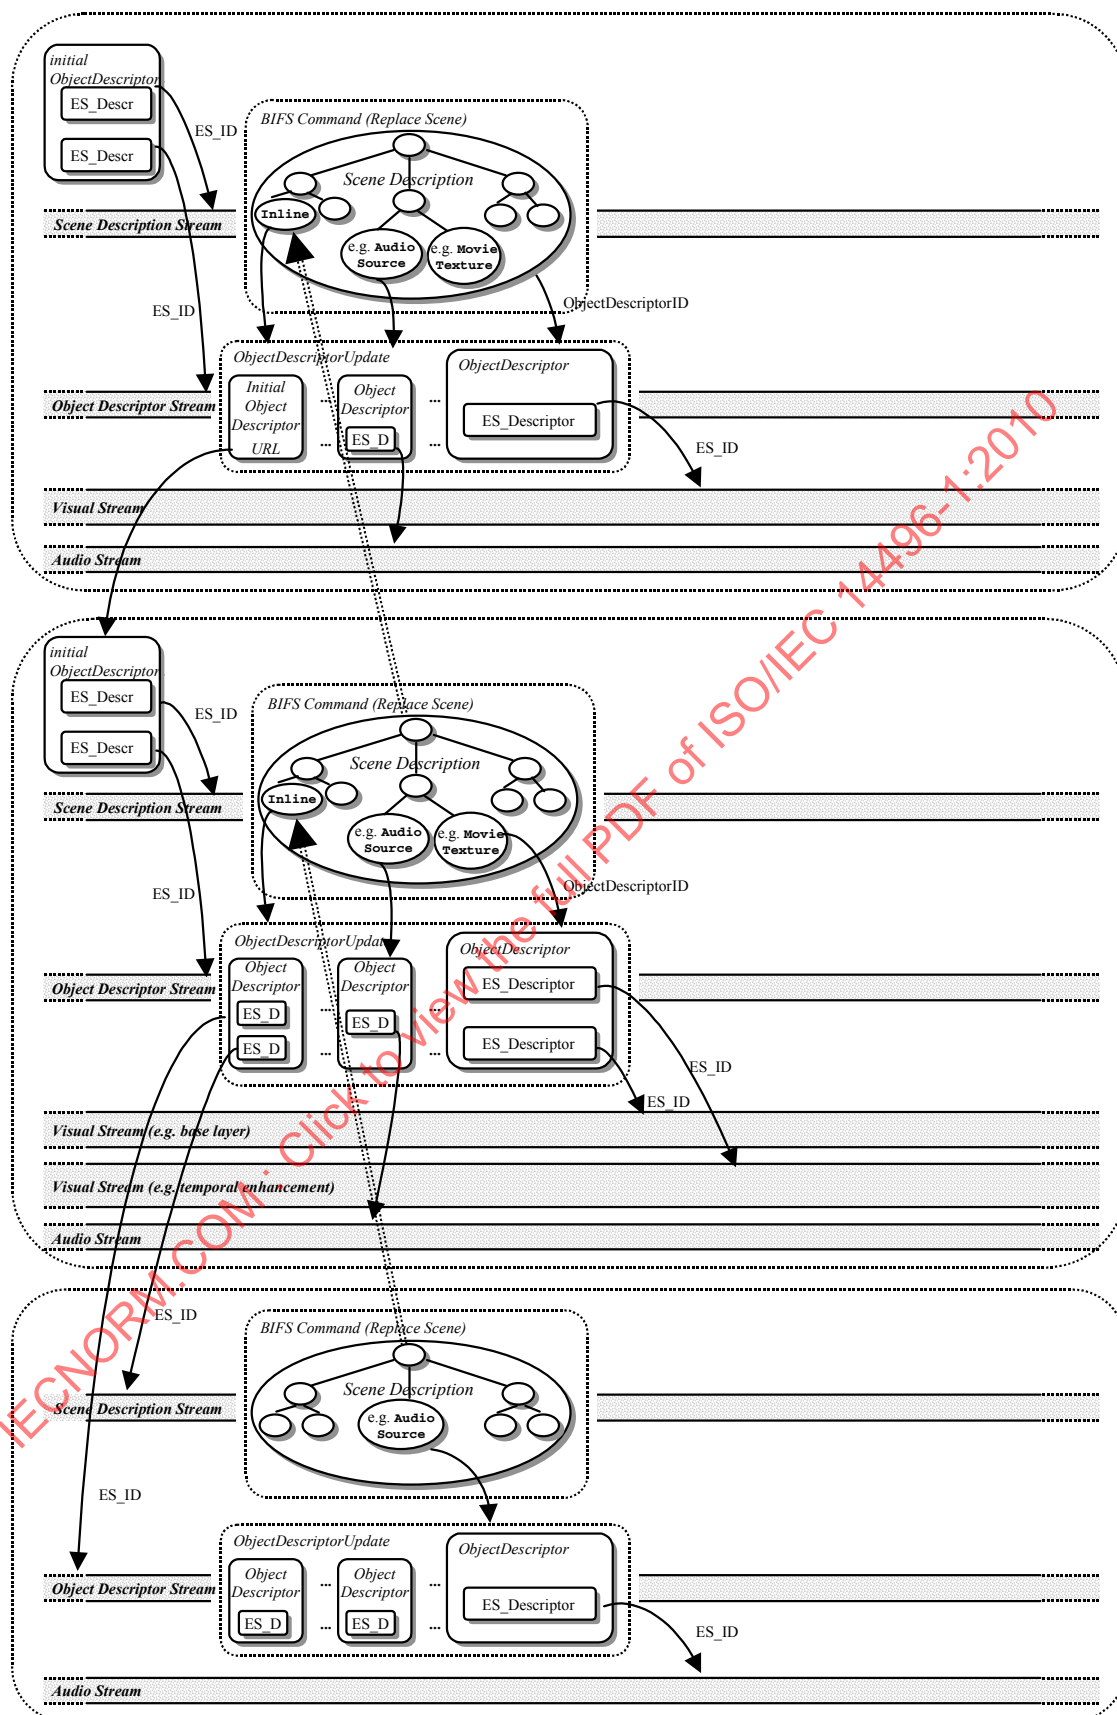 initial
ObjectDescriptor
ES_Descr
ES_Descr
ES_ID
BIFS Command (Replace Scene)
Scene Description
Inline
e.g. Audio
Source
e.g. Movie
Texture
Scene Description Stream
ES_ID
ObjectDescriptorID
ObjectDescriptorUpdate
Initial
Object
Descriptor
URL
...
...
Object
Descriptor
ES_D
...
...
ObjectDescriptor
ES_Descriptor
Object Descriptor Stream
ES_ID
Visual Stream
Audio Stream
initial
ObjectDescriptor
ES_Descr
ES_Descr
ES_ID
BIFS Command (Replace Scene)
Scene Description
Inline
e.g. Audio
Source
e.g. Movie
Texture
Scene Description Stream
ES_ID
ObjectDescriptorID
ObjectDescriptorUpdate
Object
Descriptor
ES_D
ES_D
...
...
Object
Descriptor
ES_D
...
...
ObjectDescriptor
ES_Descriptor
ES_Descriptor
Object Descriptor Stream
ES_ID
ES_ID
Visual Stream (e.g. base layer)
Visual Stream (e.g. temporal enhancement)
Audio Stream
ES_ID
BIFS Command (Replace Scene)
Scene Description
e.g. Audio
Source
Scene Description Stream
ES_ID
ObjectDescriptorUpdate
Object
Descriptor
ES_D
...
...
Object
Descriptor
ES_D
...
...
ObjectDescriptor
ES_Descriptor
Object Descriptor Stream
ES_ID
Audio Stream
IECNORM.COM : Click to view the full PDF of ISO/IEC 14496-1:2010